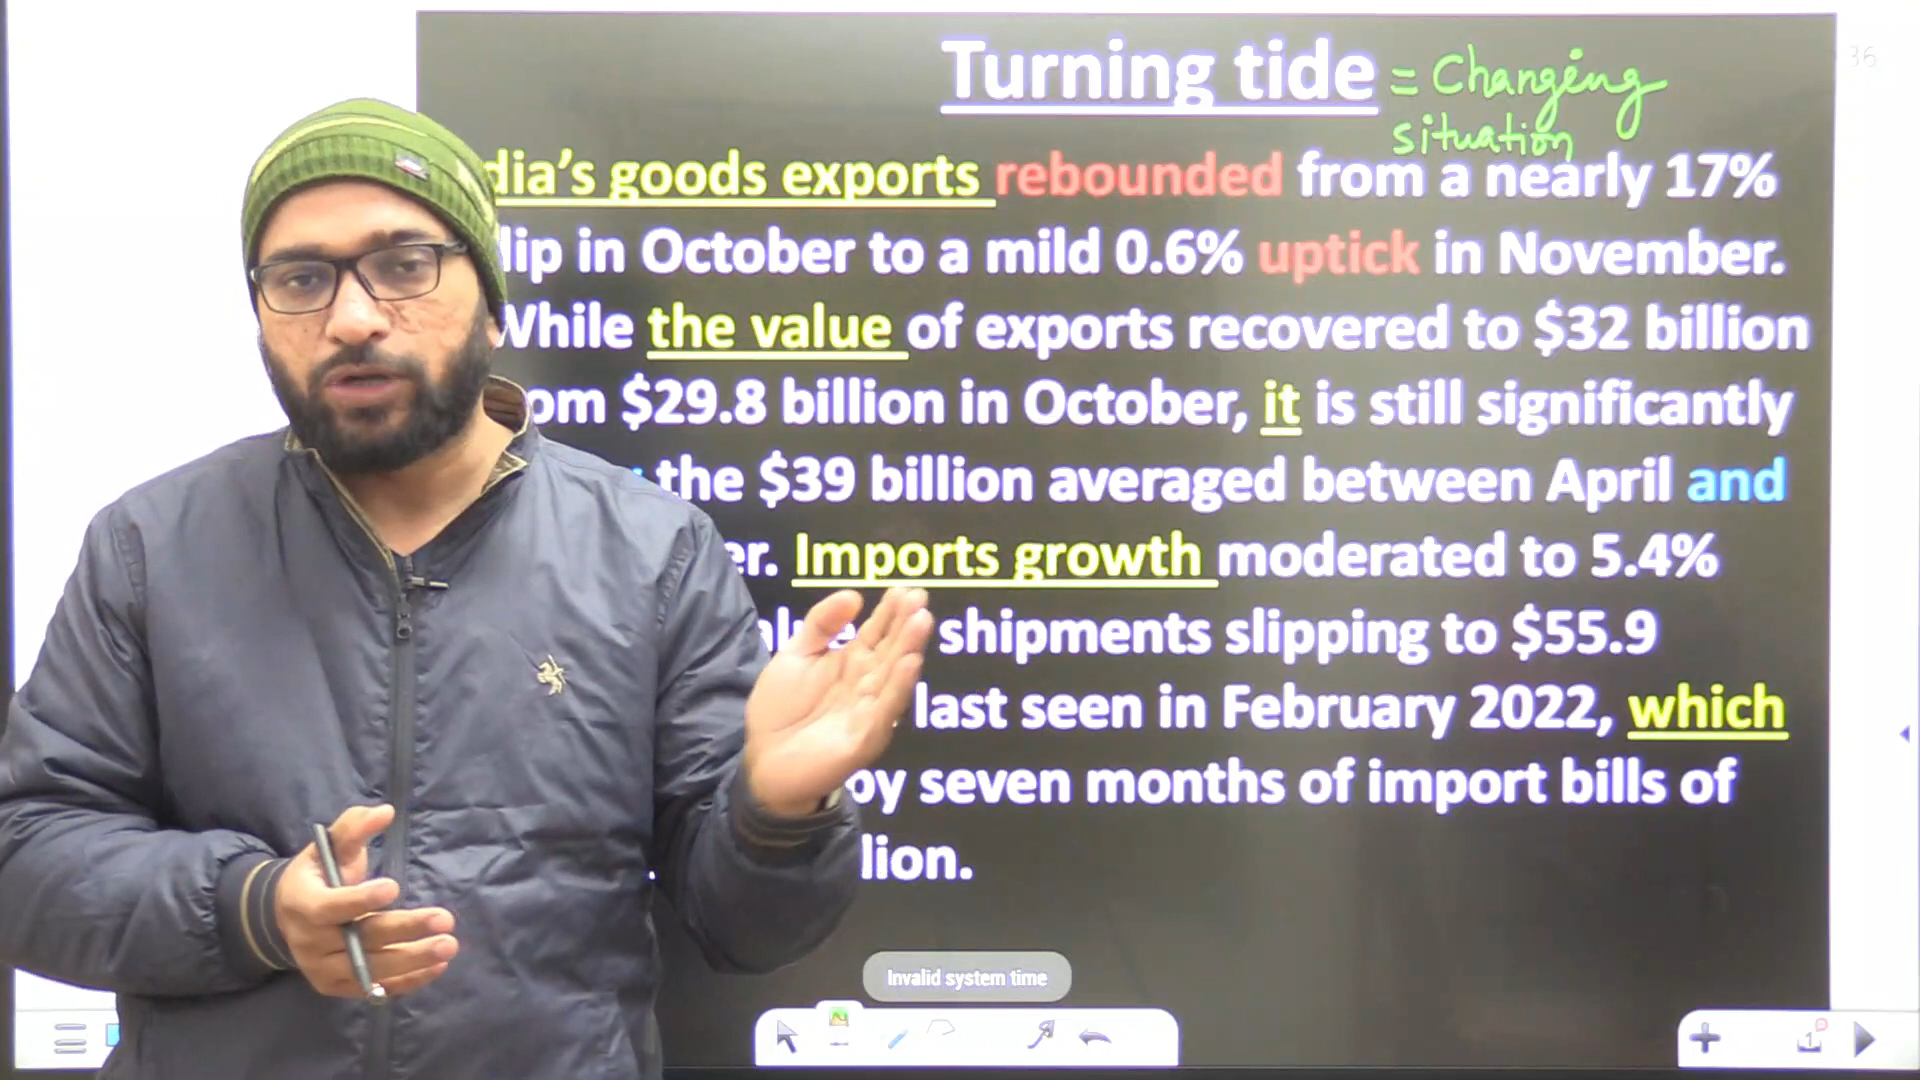 Turning tide = Changing
situation
36
dia's goods exports rebounded from a nearly 17%
lip in October to a mild 0.6% uptick in November.
While the value of exports recovered to $32 billion
om $29.8 billion in October, it is still significantly
the $39 billion averaged between April and
er. Imports growth moderated to 5.4%
shipments slipping to $55.9
last seen in February 2022, which
by seven months of import bills of
lion.
Invalid system time
1